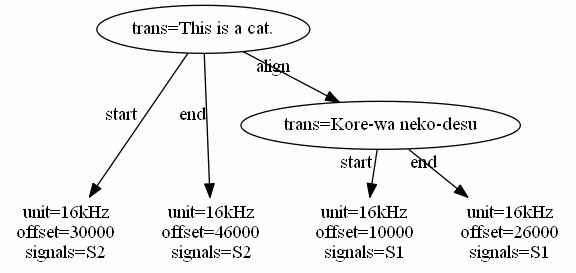 trans=This is a cat.
align
start
end
trans=Kore-wa neko-desu
start
end
unit=16kHz
offset=30000
signals=S2
unit=16kHz
offset=46000
signals=S2
unit=16kHz
offset=10000
signals=S1
unit=16kHz
offset=26000
signals=S1